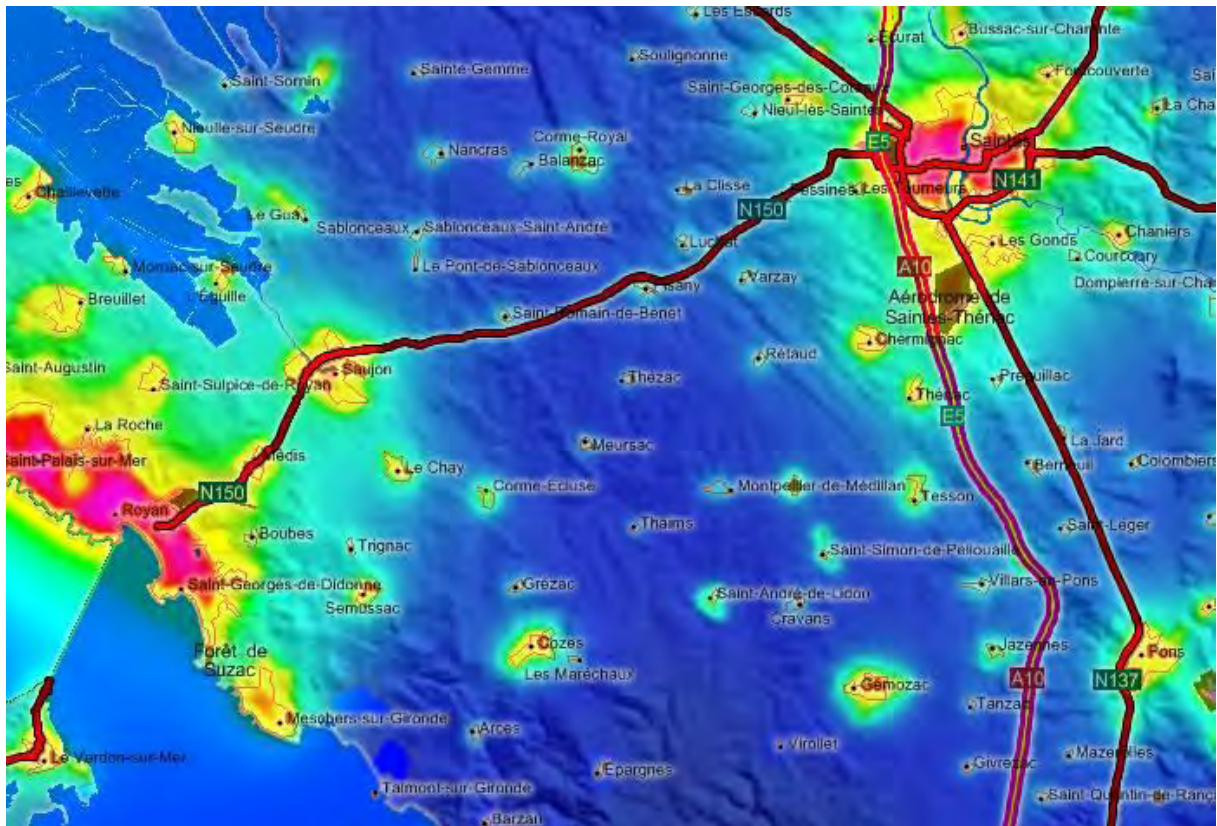 Les Essards
Eturat
Bussac-sur-Charente
Soulignonne
Sainte-Gemme
Saint-Sornin
Fontcouverte
Saint-Georges-des-Coteaux
Nieul-lès-Saintes
La Cha
Nieulle-sur-Seudre
Corme-Royal
E5
Saintes
Nancras
Balanzac
Chaillevette
La Clisse
Pessines
Les Tourneurs
N141
N150
Le Gua
Sablonceaux
Sablonceaux-Saint-André
Luchat
Les Gonds
Chaniers
Courcoury
Mornac-sur-Seudre
Le Pont-de-Sablonceaux
A10
Varzay
Dompierre-sur-Char
L'Éguille
Breuillet
Aérodrome de
Saintes-Thénac
Saint-Romain-de-Benet
Chermignac
Rétaud
Saint-Augustin
Saujon
Saint-Sulpice-de-Royan
Thézac
Préguillac
Thénac
E5
La Roche
Meursac
La Jard
Saint-Palais-sur-Mer
Médis
Le Chay
Berneuil
Colombiers
N150
Corme-Écluse
Montpellier-de-Médillan
Tesson
Royan
Boubes
Thaims
Saint-Léger
Trignac
Saint-Simon-de-Pellouaille
Saint-Georges-de-Didonne
Grézac
Villars-en-Pons
Semussac
Saint-André-de-Lidon
Cravans
Forêt de
Suzac
Cozes
Jazennes
Pons
Les Maréchaux
Gémozac
A10
N137
Tanzac
Meschers-sur-Gironde
Arces
Virollet
Le Verdon-sur-Mer
Épargnes
Givrezac
Mazerolles
Talmont-sur-Gironde
Saint-Quentin-de-Ranç
Barzan